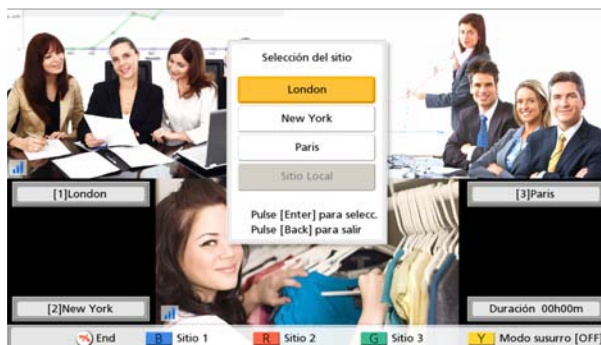 Selección del sitio
London
New York
Paris
Sitio Local
Pulse [Enter] para selecc.
Pulse [Back] para salir
[1]London
[3]Paris
[2]New York
Duración 00h00m
End
B Sitio 1
R Sitio 2
G Sitio 3
Y Modo susurro [OFF]